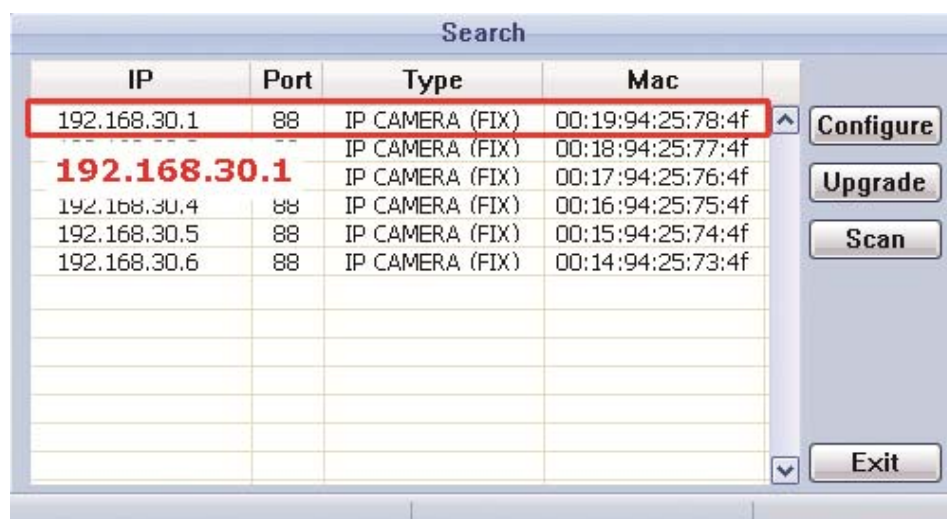 Search
IP Port Type Mac
192.168.30.1 88 IP CAMERA (FIX) 00:19:94:25:78:4f
IP CAMERA (FIX) 00:18:94:25:77:4f
192.168.30.1
IP CAMERA (FIX) 00:17:94:25:76:4f
192.168.30.4 88 IP CAMERA (FIX) 00:16:94:25:75:4f
192.168.30.5 88 IP CAMERA (FIX) 00:15:94:25:74:4f
192.168.30.6 88 IP CAMERA (FIX) 00:14:94:25:73:4f
Configure
Upgrade
Scan
Exit